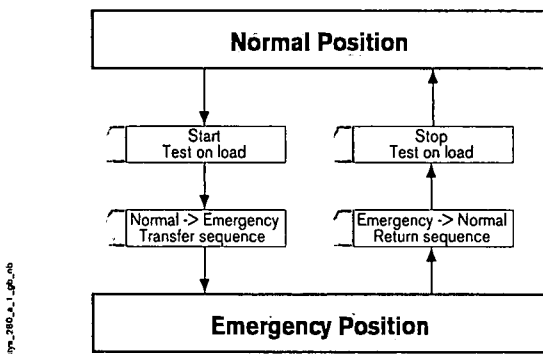 Normal Position
Start
Test on load
Stop
Test on load
Normal -> Emergency
Transfer sequence
Emergency -> Normal
Return sequence
Emergency Position